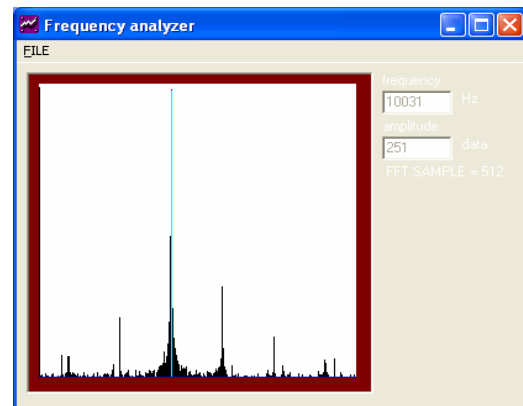 Frequency analyzer
FILE
frequency
10031 Hz
amplitude
251 data
FFT SAMPLE = 512